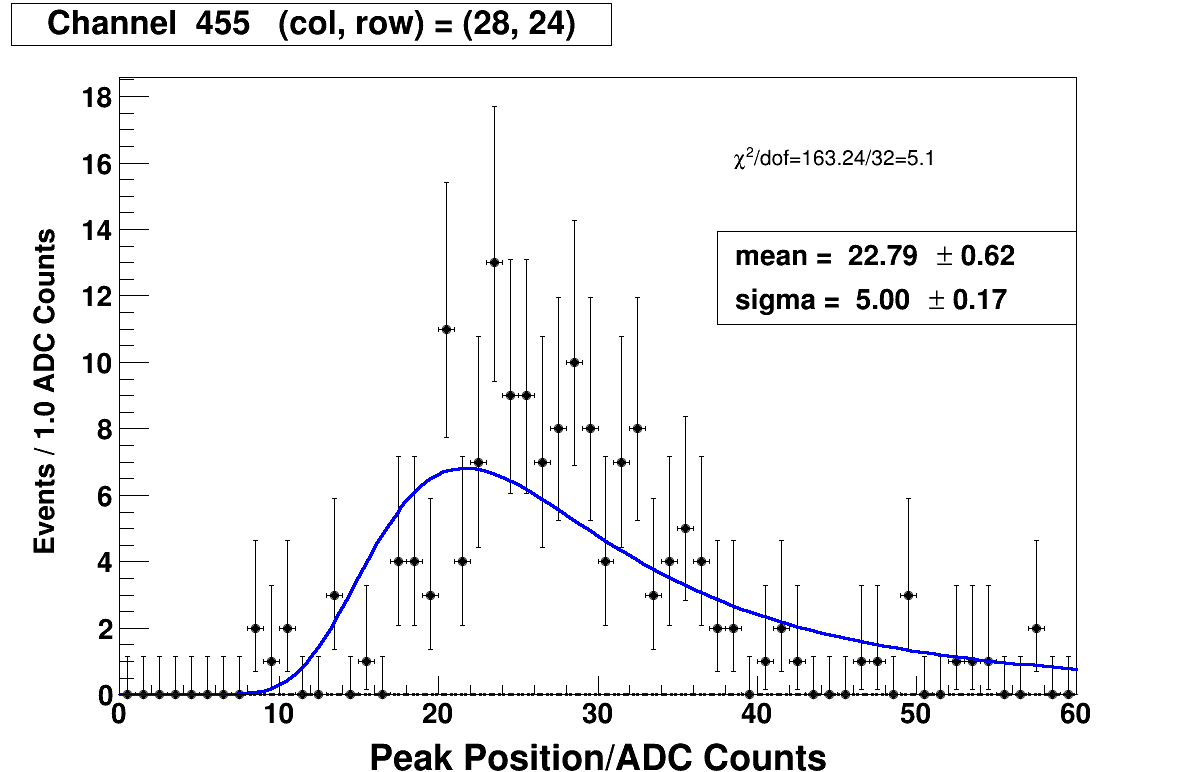 Channel 455 (col, row) = (28, 24)
18
16
14
12
10
8
6
4
2
0
Events / 1.0 ADC Counts
χ²/dof=163.24/32=5.1
mean = 22.79 ± 0.62
sigma = 5.00 ± 0.17
0 10 20 30 40 50 60
Peak Position/ADC Counts